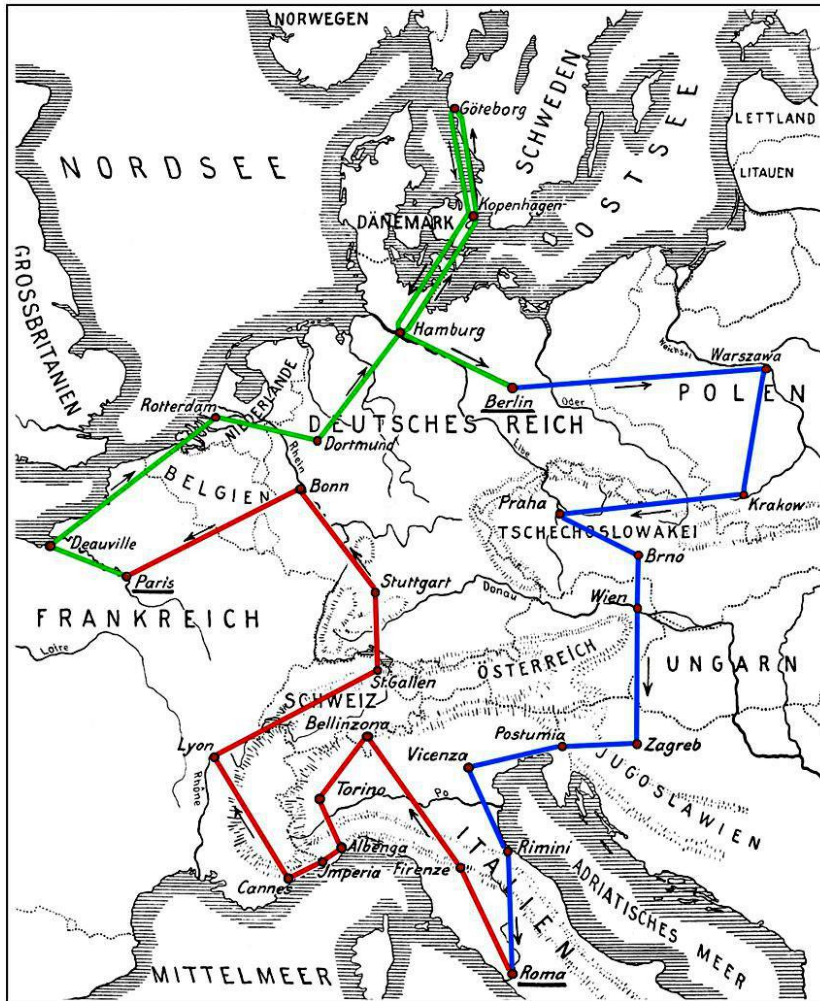 NORWEGEN
Göteborg
SCHWEDEN
LETTLAND
LITAUEN
NORDSEE
OSTSEE
Kopenhagen
DÄNEMARK
GROSSBRITANIEN
Hamburg
Weichsel
Warszawa
POLEN
Berlin
Oder
Rotterdam
NIEDERLANDE
DEUTSCHES REICH
Dortmund
Rhein
BELGIEN
Bonn
Praha
Krakow
TSCHECHOSLOWAKEI
Deauville
Brno
Paris
Stuttgart
Donau
Wien
FRANKREICH
Loire
ÖSTERREICH
UNGARN
St.Gallen
SCHWEIZ
Bellinzona
Postumia
Zagreb
Lyon
Vicenza
JUGOSLAWIEN
Rhône
Torino
Po
ITALIEN
Albenga
Rimini
Imperia
Firenze
Cannes
ADRIATISCHES MEER
MITTELMEER
Roma